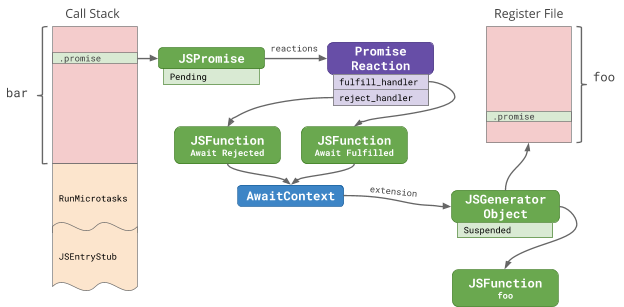 Call Stack
Register File
.promise
JSPromise
Pending
reactions
Promise
Reaction
fulfill_handler
reject_handler
bar
foo
.promise
JSFunction
Await Rejected
JSFunction
Await Fulfilled
RunMicrotasks
AwaitContext
extension
JSGenerator
Object
Suspended
JSEntryStub
JSFunction
foo